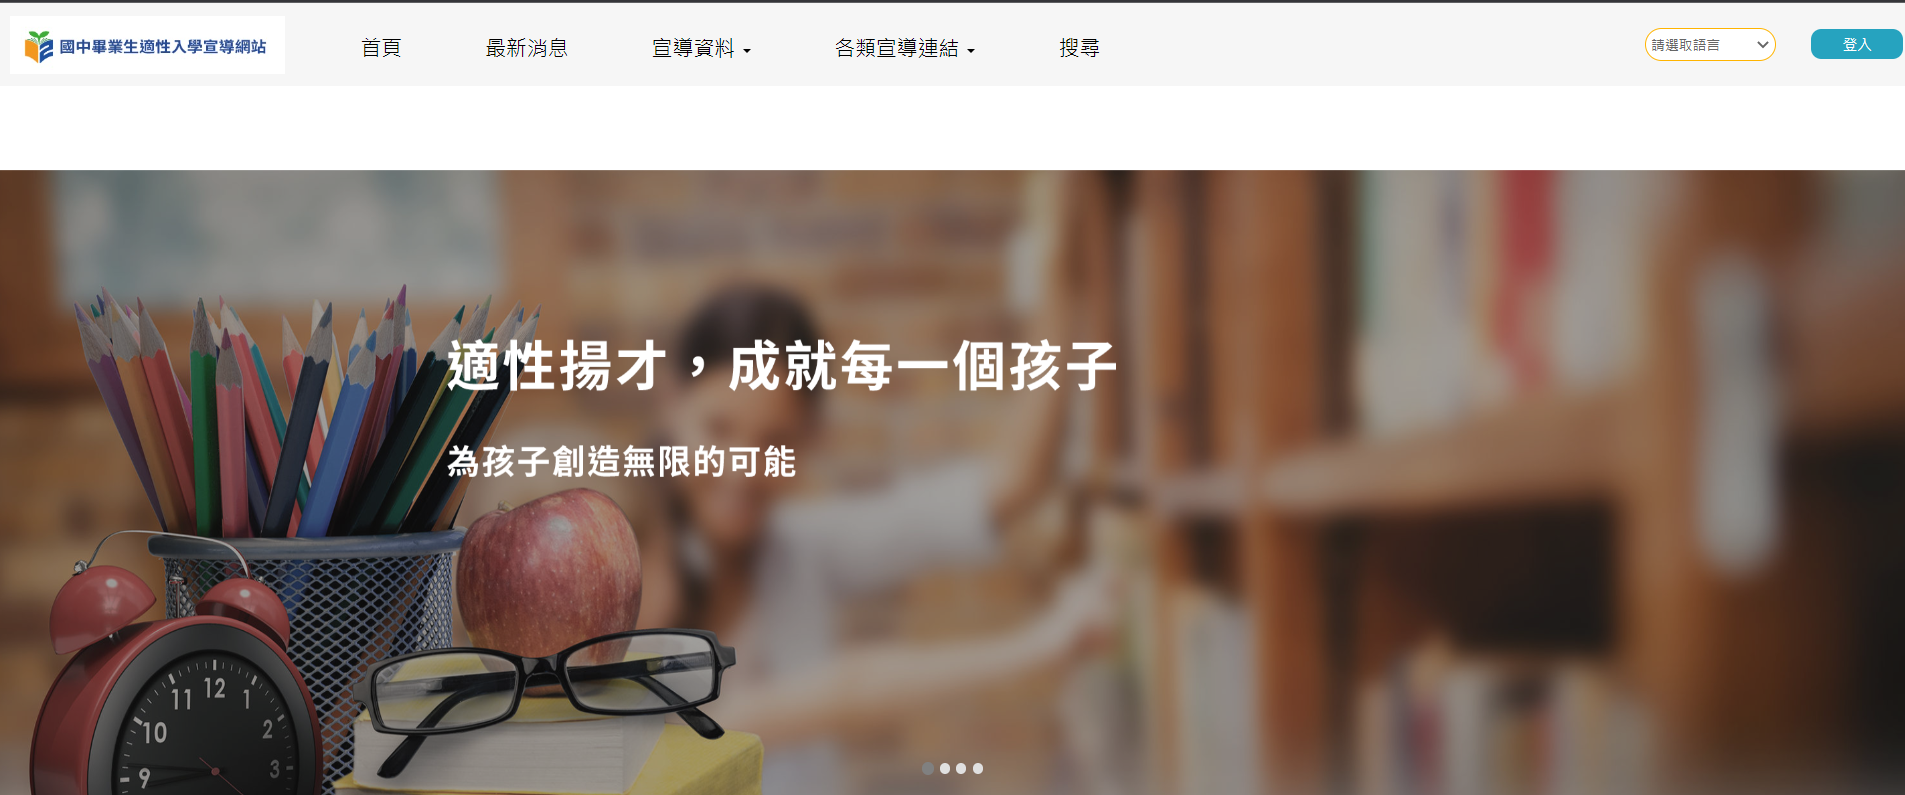 國中畢業生適性入學宣導網站
首頁
最新消息
宣導資料
各類宣導連結
搜尋
請選取語言
登入
適性揚才，成就每一個孩子
為孩子創造無限的可能
11 12 1
10 2
9 3